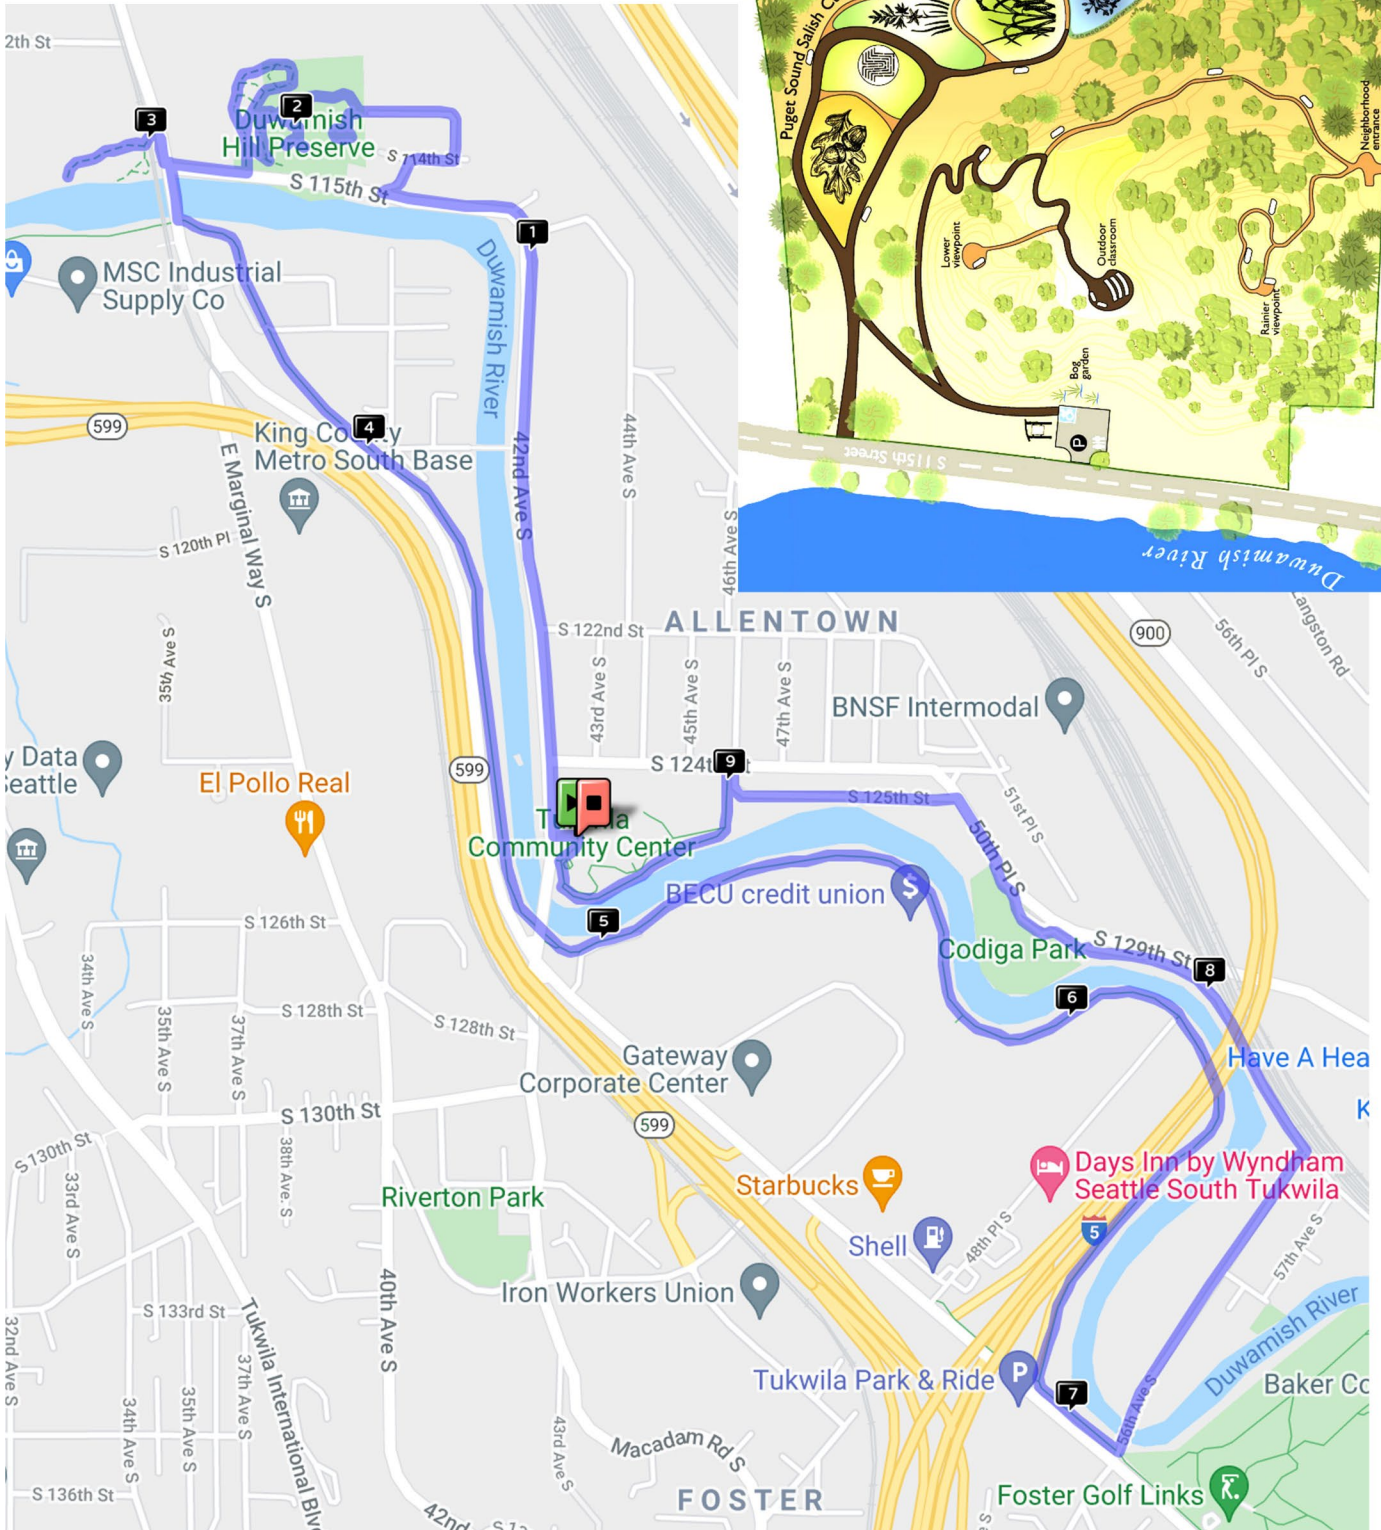 2th St
3
2
Duwamish
Hill Preserve
S 114th St
S 115th St
1
MSC Industrial
Supply Co
Duwamish River
599
King County
Metro South Base
4
E Marginal Way S
42nd Ave S
44th Ave S
46th Ave S
S 120th Pl
35th Ave S
S 122nd St
ALLENTOWN
43rd Ave S
45th Ave S
47th Ave S
BNSF Intermodal
900
56th Pl S
Langston Rd
56th Pl S
y Data
Seattle
El Pollo Real
599
S 124th St
9
S 125th St
51st Pl S
50th Pl S
Tukwila
Community Center
BECU credit union
5
S 126th St
Codiga Park
S 129th St
8
6
34th Ave S
35th Ave S
37th Ave S
S 128th St
S 128th St
Gateway
Corporate Center
Have A Hea
K
S 130th St
S 130th St
599
33rd Ave S
38th Ave. S
Riverton Park
Starbucks
Days Inn by Wyndham
Seattle South Tukwila
5
Shell
48th Pl S
57th Ave S
Iron Workers Union
S 133rd St
32nd Ave S
37th Ave S
40th Ave S
Tukwila International Blv
Tukwila Park & Ride
P
7
56th Ave S
Duwamish River
Baker Co
34th Ave S
35th Ave S
43rd Ave S
Macadam Rd S
S 136th St
42nd
FOSTER
Foster Golf Links
Puget Sound Salish C
Neighborhood
entrance
Lower
viewpoint
Outdoor
classroom
Rainier
viewpoint
Bog
garden
P
S 115th Street
Duwamish River